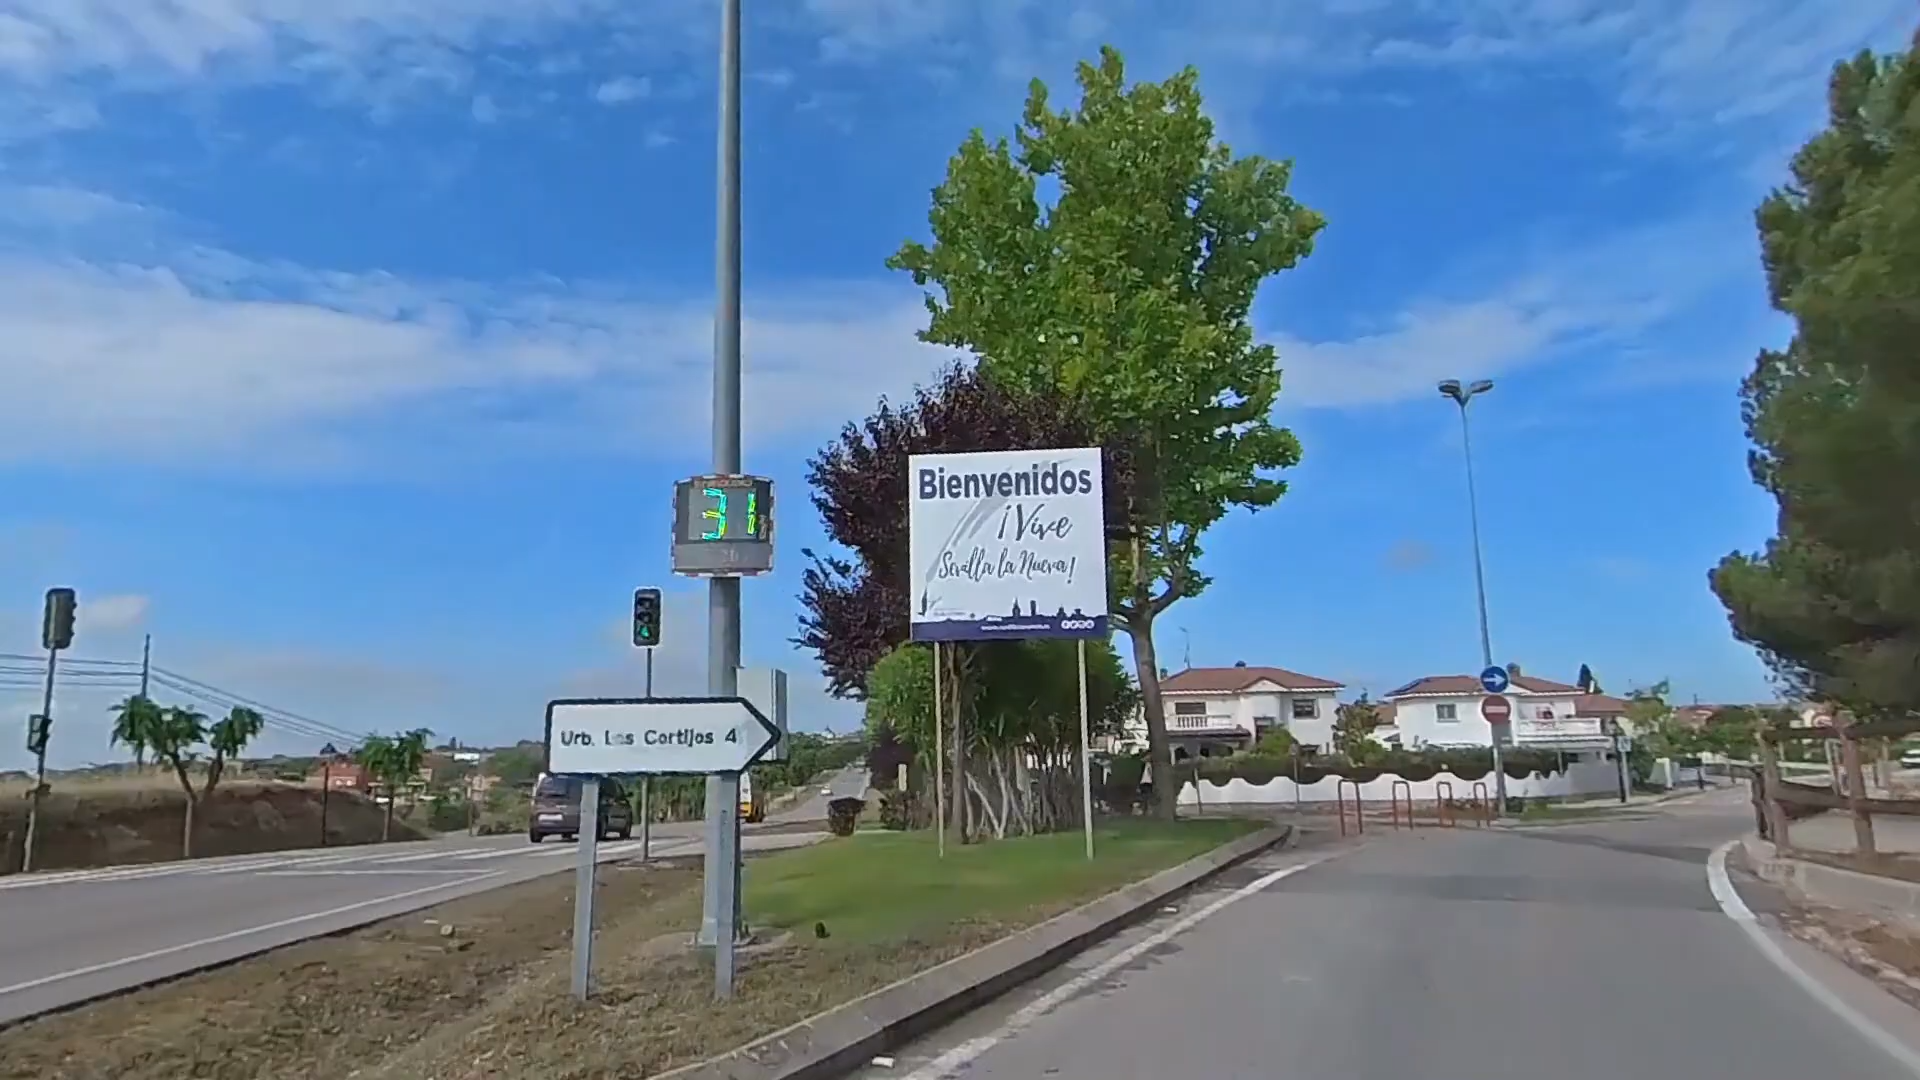 31
Bienvenidos
¡Vive
Sevilla la Nueva!
Urb. Los Cortijos 4